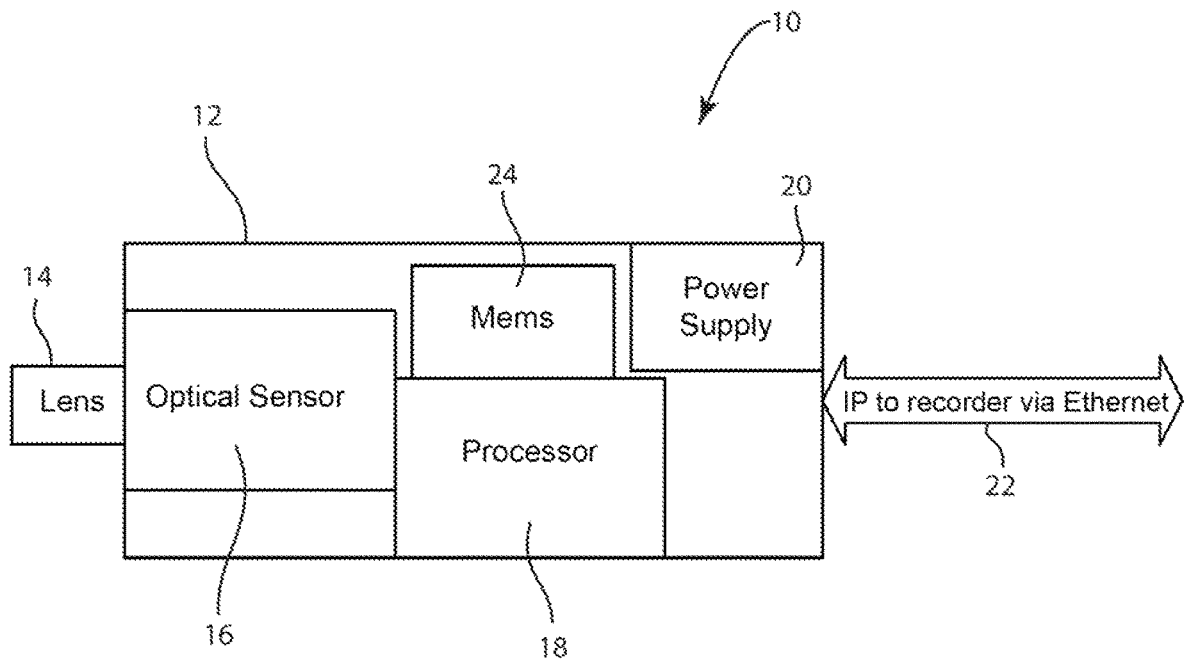 10
12
24
20
14
Power
Supply
Mems
Lens
Optical Sensor
IP to recorder via Ethernet
Processor
22
16
18